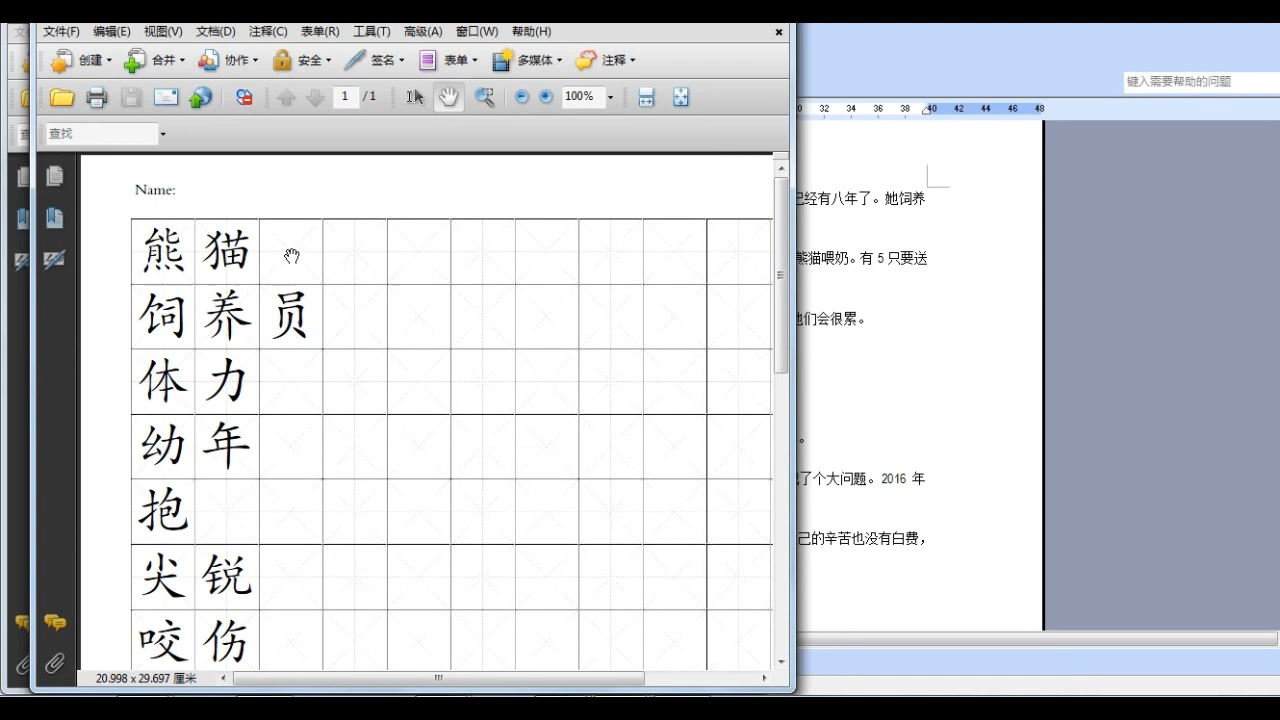 文件(F) 编辑(E) 视图(V) 文档(D) 注释(C) 表单(R) 工具(T) 高级(A) 窗口(W) 帮助(H)
创建 合并 协作 安全 签名 表单 多媒体 注释
1 /1 100%
查找
Name:
熊猫
饲养员
体力
幼年
抱
尖锐
咬伤
20.998 x 29.697 厘米
键入需要帮助的问题
32 34 36 38 40 42 44 46 48
经有八年了。她饲养
熊猫喂奶。有 5 只要送
们会很累。
。
了个大问题。2016 年
己的辛苦也没有白费，